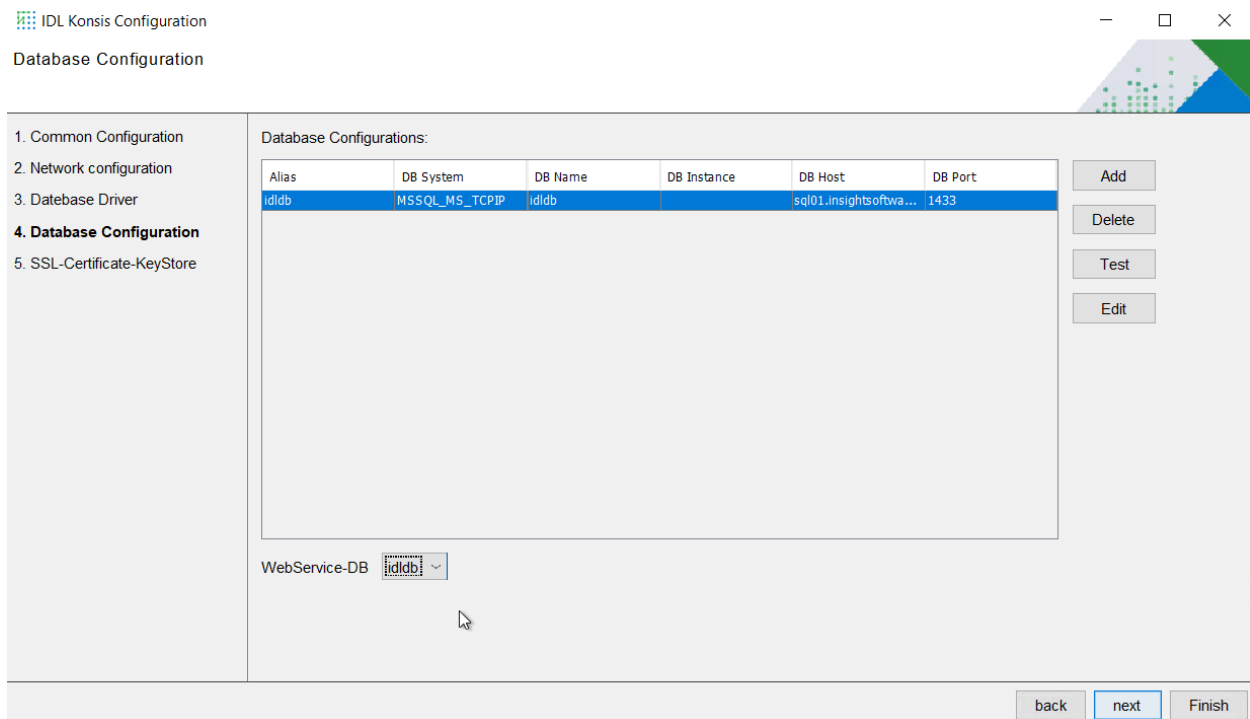 IDL Konsis Configuration
Database Configuration
1. Common Configuration
2. Network configuration
3. Datebase Driver
4. Database Configuration
5. SSL-Certificate-KeyStore
Database Configurations:
Alias DB System DB Name DB Instance DB Host DB Port
idldb MSSQL_MS_TCPIP idldb sql01.insightsoftwa... 1433
Add
Delete
Test
Edit
WebService-DB idldb
back next Finish